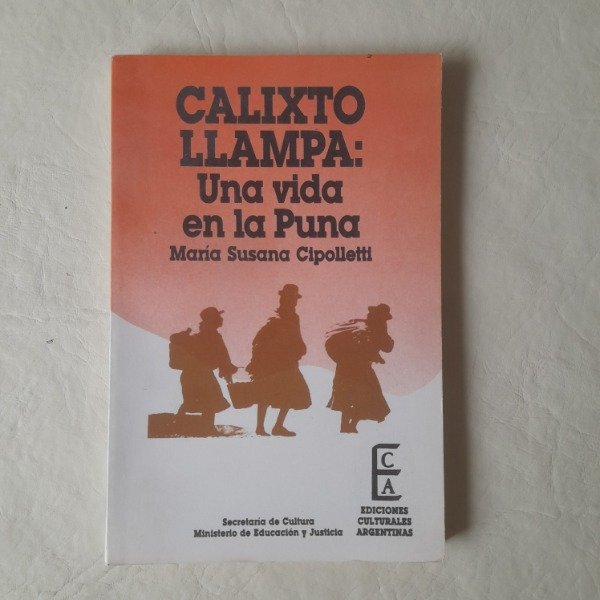 CALIXTO
LLAMPA:
Una vida
en la Puna
María Susana Cipolletti
ECA
EDICIONES
CULTURALES
ARGENTINAS
Secretaría de Cultura
Ministerio de Educación y Justicia